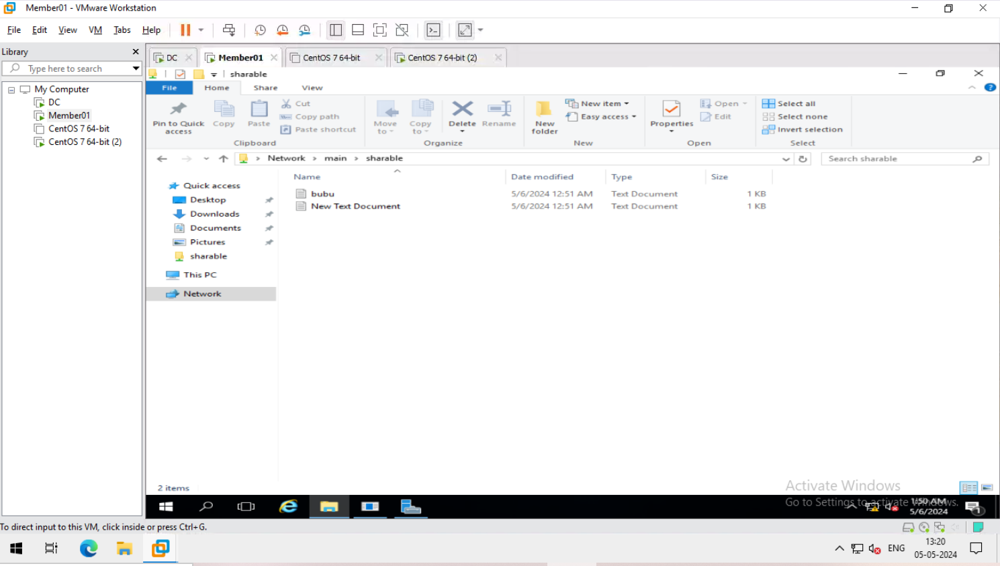 Member01 - VMware Workstation
File Edit View VM Tabs Help
Library
Type here to search
My Computer
DC
Member01
CentOS 7 64-bit
CentOS 7 64-bit (2)
DC Member01 CentOS 7 64-bit CentOS 7 64-bit (2)
sharable
File Home Share View
Pin to Quick access
Copy
Paste
Cut
Copy path
Paste shortcut
Clipboard
Move to
Copy to
Delete
Rename
Organize
New folder
New item
Easy access
New
Properties
Open
Edit
Open
Select all
Select none
Invert selection
Select
Network > main > sharable
Search sharable
Quick access
Desktop
Downloads
Documents
Pictures
sharable
This PC
Network
Name Date modified Type Size
bubu 5/6/2024 12:51 AM Text Document 1 KB
New Text Document 5/6/2024 12:51 AM Text Document 1 KB
2 items
Activate Windows
Go to Settings to activate Windows.
1:50 AM
5/6/2024
1
To direct input to this VM, click inside or press Ctrl+G.
ENG
13:20
05-05-2024